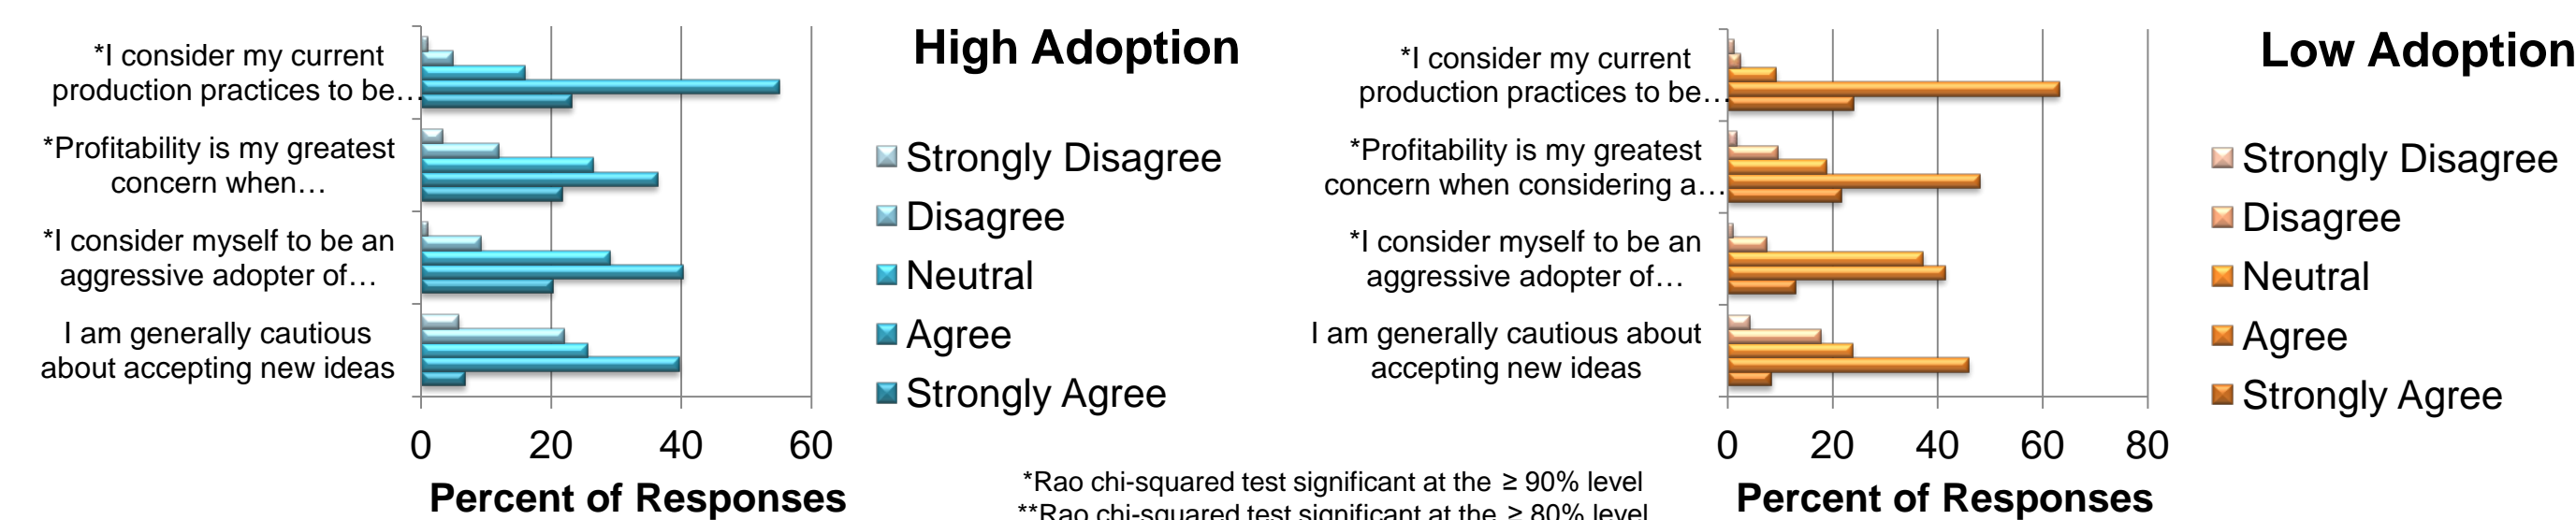 High Adoption
*I consider my current
production practices to be…
*Profitability is my greatest
concern when…
*I consider myself to be an
aggressive adopter of…
I am generally cautious
about accepting new ideas
0 20 40 60
Percent of Responses
Strongly Disagree
Disagree
Neutral
Agree
Strongly Agree
Low Adoption
*I consider my current
production practices to be…
*Profitability is my greatest
concern when considering a…
*I consider myself to be an
aggressive adopter of…
I am generally cautious about
accepting new ideas
0 20 40 60 80
Percent of Responses
Strongly Disagree
Disagree
Neutral
Agree
Strongly Agree
*Rao chi-squared test significant at the ≥ 90% level
**Rao chi-squared test significant at the ≥ 80% level